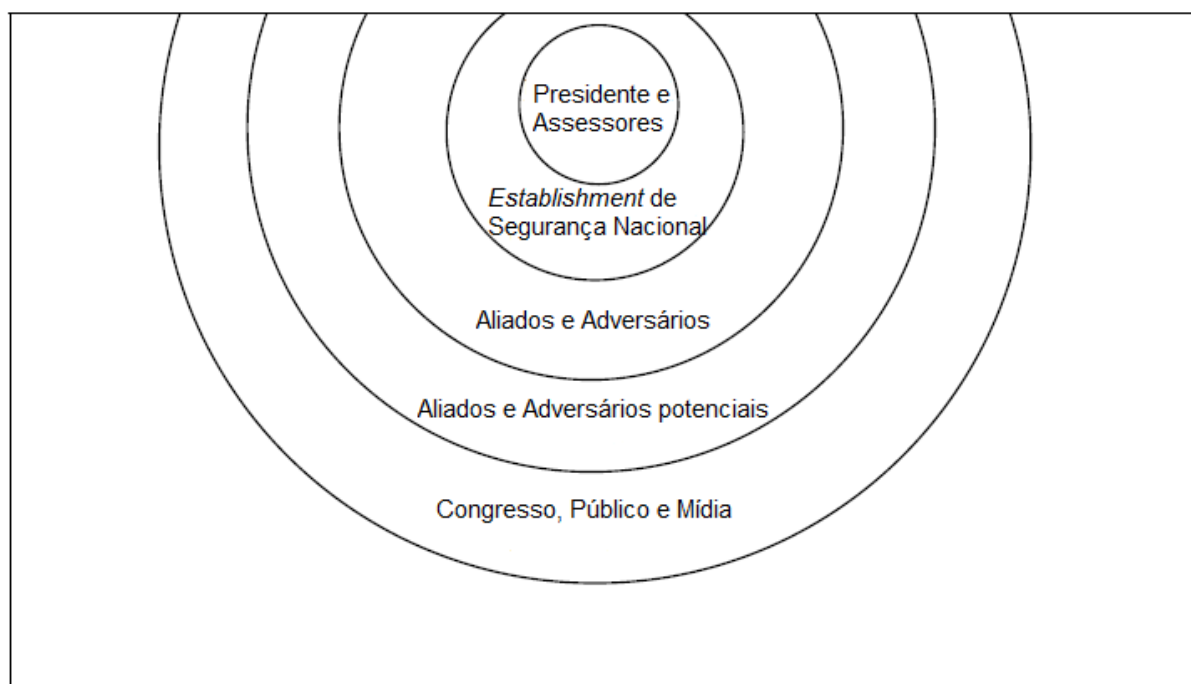 Presidente e
Assessores
Establishment de
Segurança Nacional
Aliados e Adversários
Aliados e Adversários potenciais
Congresso, Público e Mídia